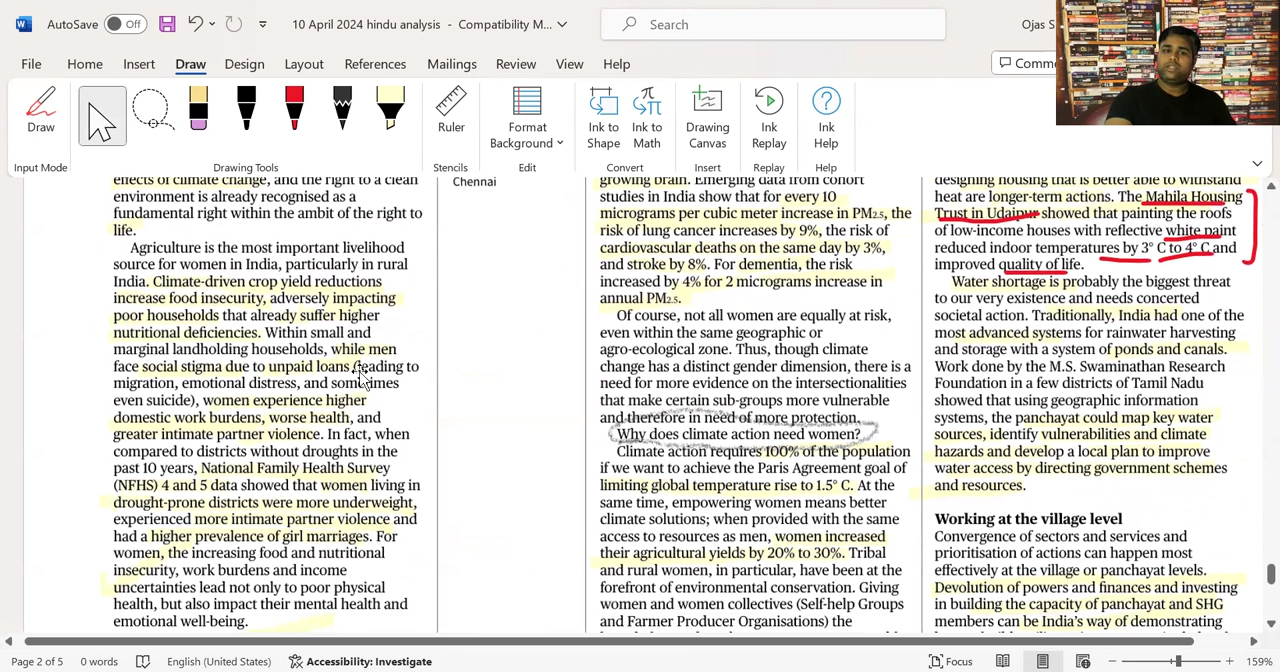 AutoSave Off 10 April 2024 hindu analysis - Compatibility M... Search Ojas S
File Home Insert Draw Design Layout References Mailings Review View Help Comme
Draw Ruler Format Background Ink to Shape Ink to Math Drawing Canvas Ink Replay Ink Help
Input Mode Drawing Tools Stencils Edit Convert Insert Replay Help
effects of climate change, and the right to a clean
environment is already recognised as a
fundamental right within the ambit of the right to
life.
Agriculture is the most important livelihood
source for women in India, particularly in rural
India. Climate-driven crop yield reductions
increase food insecurity, adversely impacting
poor households that already suffer higher
nutritional deficiencies. Within small and
marginal landholding households, while men
face social stigma due to unpaid loans (leading to
migration, emotional distress, and sometimes
even suicide), women experience higher
domestic work burdens, worse health, and
greater intimate partner violence. In fact, when
compared to districts without droughts in the
past 10 years, National Family Health Survey
(NFHS) 4 and 5 data showed that women living in
drought-prone districts were more underweight,
experienced more intimate partner violence and
had a higher prevalence of girl marriages. For
women, the increasing food and nutritional
insecurity, work burdens and income
uncertainties lead not only to poor physical
health, but also impact their mental health and
emotional well-being.
Chennai
growing brain. Emerging data from cohort
studies in India show that for every 10
micrograms per cubic meter increase in PM2.5, the
risk of lung cancer increases by 9%, the risk of
cardiovascular deaths on the same day by 3%,
and stroke by 8%. For dementia, the risk
increased by 4% for 2 micrograms increase in
annual PM2.5.
Of course, not all women are equally at risk,
even within the same geographic or
agro-ecological zone. Thus, though climate
change has a distinct gender dimension, there is a
need for more evidence on the intersectionalities
that make certain sub-groups more vulnerable
and therefore in need of more protection.
Why does climate action need women?
Climate action requires 100% of the population
if we want to achieve the Paris Agreement goal of
limiting global temperature rise to 1.5° C. At the
same time, empowering women means better
climate solutions; when provided with the same
access to resources as men, women increased
their agricultural yields by 20% to 30%. Tribal
and rural women, in particular, have been at the
forefront of environmental conservation. Giving
women and women collectives (Self-help Groups
and Farmer Producer Organisations) the
designing housing that is better able to withstand
heat are longer-term actions. The Mahila Housing
Trust in Udaipur showed that painting the roofs
of low-income houses with reflective white paint
reduced indoor temperatures by 3° C to 4° C and
improved quality of life.
Water shortage is probably the biggest threat
to our very existence and needs concerted
societal action. Traditionally, India had one of the
most advanced systems for rainwater harvesting
and storage with a system of ponds and canals.
Work done by the M.S. Swaminathan Research
Foundation in a few districts of Tamil Nadu
showed that using geographic information
systems, the panchayat could map key water
sources, identify vulnerabilities and climate
hazards and develop a local plan to improve
water access by directing government schemes
and resources.
Working at the village level
Convergence of sectors and services and
prioritisation of actions can happen most
effectively at the village or panchayat levels.
Devolution of powers and finances and investing
in building the capacity of panchayat and SHG
members can be India's way of demonstrating
Page 2 of 5 0 words English (United States) Accessibility: Investigate Focus 159%